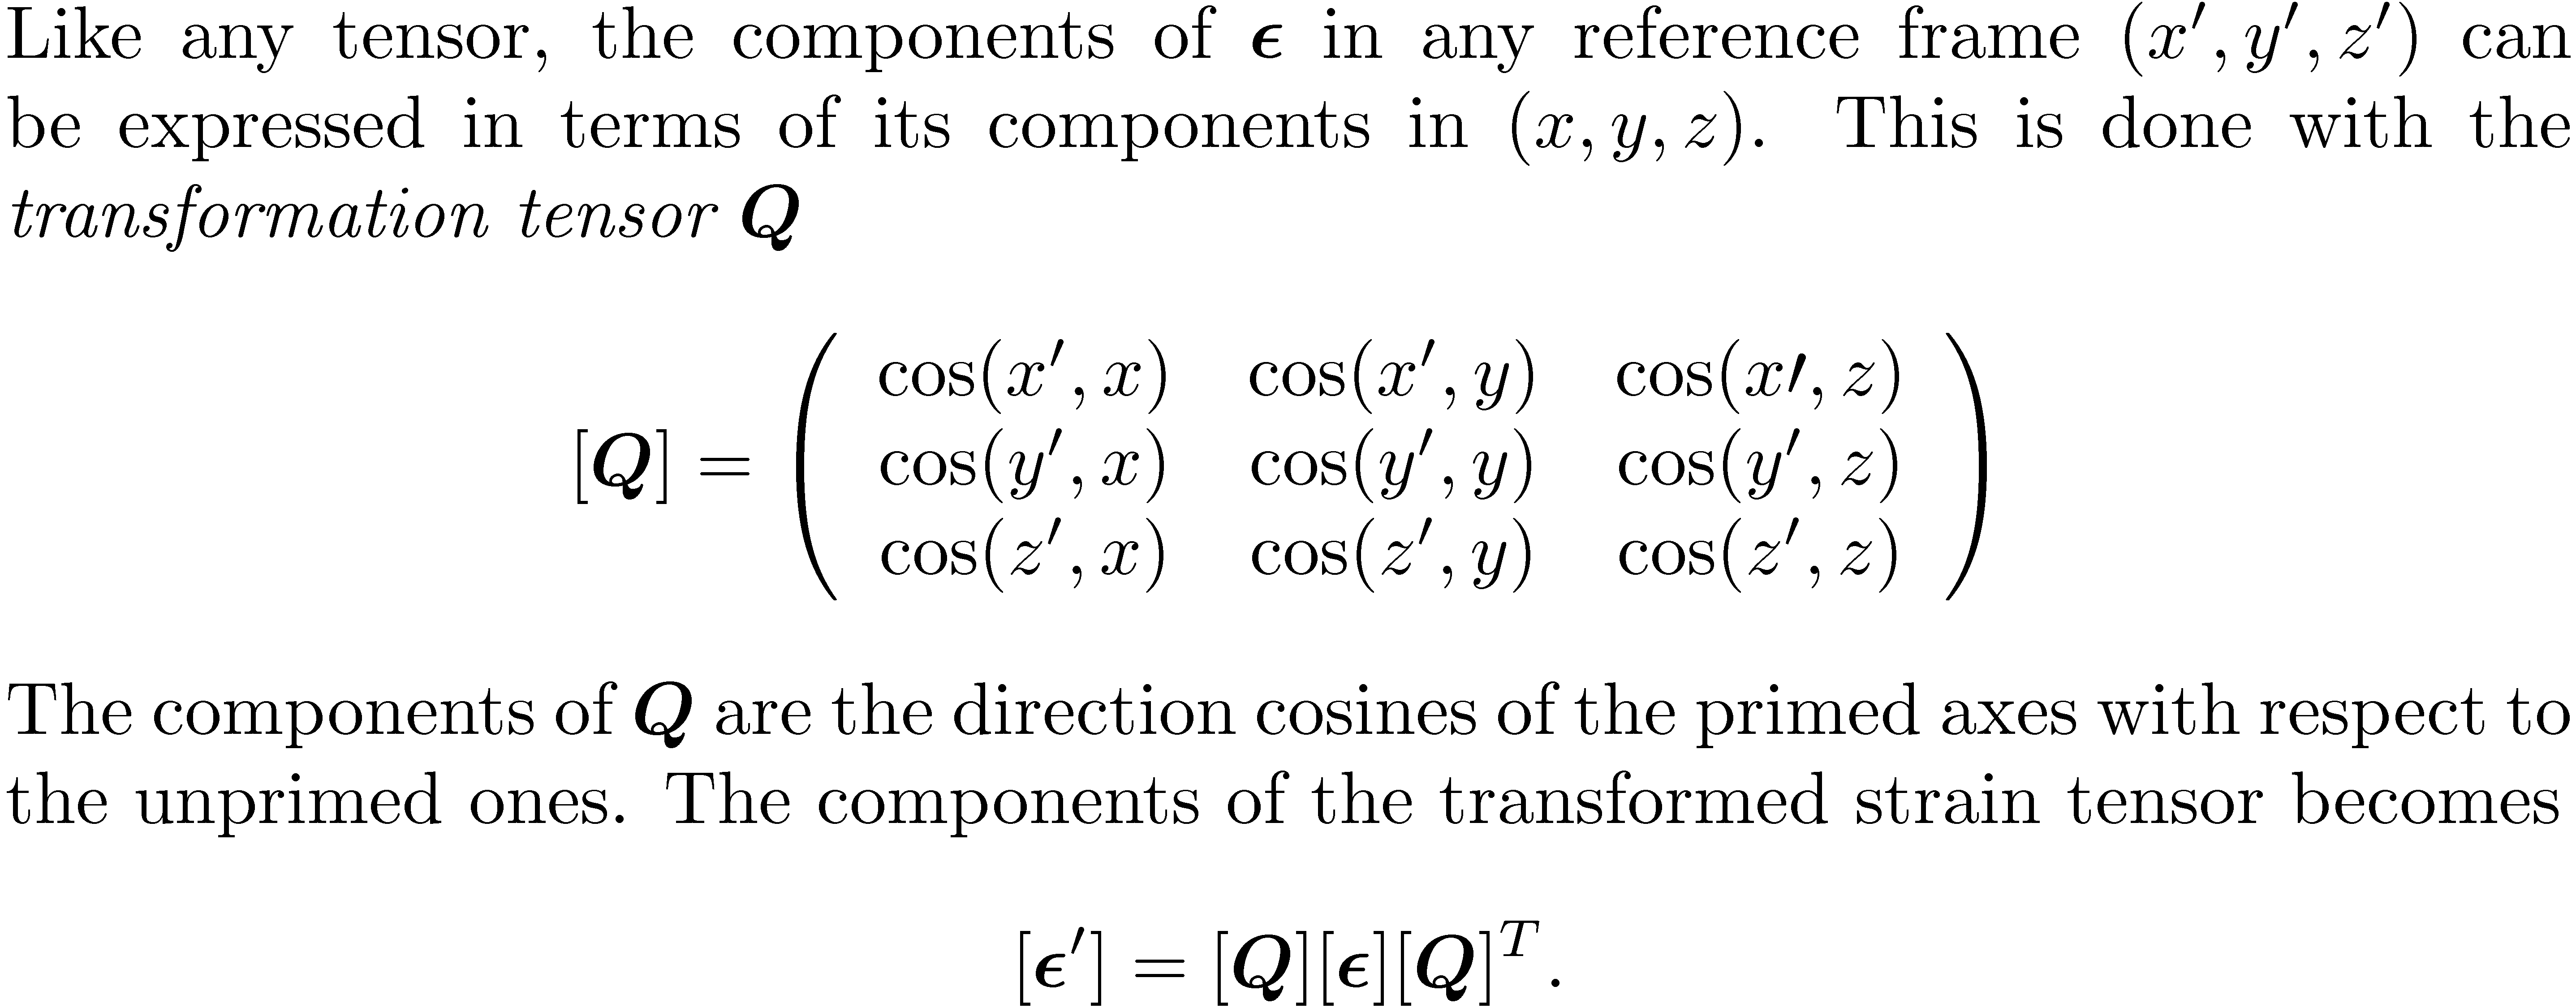 Like any tensor, the components of ϵ in any reference frame (x′, y′, z′) can
be expressed in terms of its components in (x, y, z). This is done with the
transformation tensor Q
[Q] = ( cos(x′, x) cos(x′, y) cos(x′, z)
cos(y′, x) cos(y′, y) cos(y′, z)
cos(z′, x) cos(z′, y) cos(z′, z) )
The components of Q are the direction cosines of the primed axes with respect to
the unprimed ones. The components of the transformed strain tensor becomes
[ϵ′] = [Q][ϵ][Q]ᵀ.